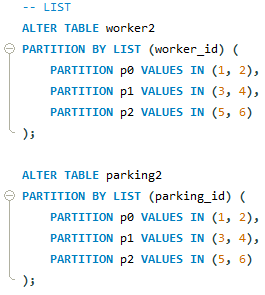 -- LIST
ALTER TABLE worker2
PARTITION BY LIST (worker_id) (
    PARTITION p0 VALUES IN (1, 2),
    PARTITION p1 VALUES IN (3, 4),
    PARTITION p2 VALUES IN (5, 6)
);

ALTER TABLE parking2
PARTITION BY LIST (parking_id) (
    PARTITION p0 VALUES IN (1, 2),
    PARTITION p1 VALUES IN (3, 4),
    PARTITION p2 VALUES IN (5, 6)
);